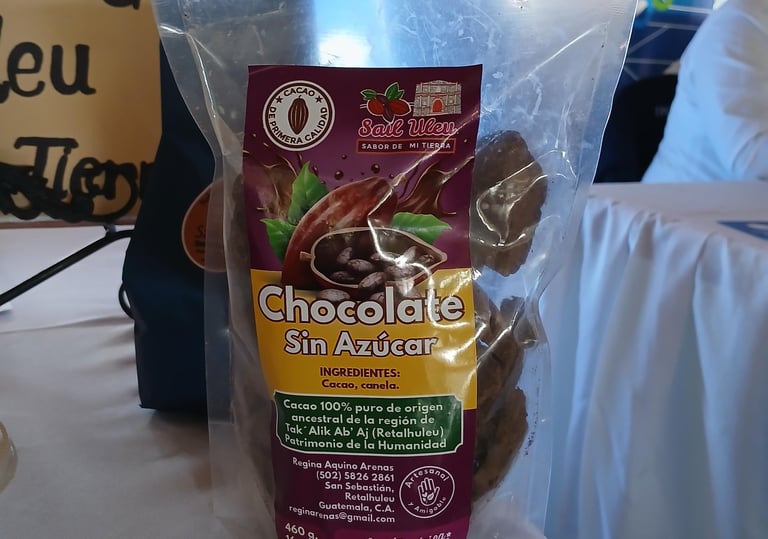 leu
Tierra
CACAO
DE PRIMERA CALIDAD
Sail Uleu
SABOR DE MI TIERRA
Chocolate
Sin Azúcar
INGREDIENTES:
Cacao, canela.
Cacao 100% puro de origen
ancestral de la región de
Tak´Alik Ab' Aj (Retalhuleu)
Patrimonio de la Humanidad
Regina Aquino Arenas
(502) 5826 2861
San Sebastián,
Retalhuleu
Guatemala, C.A.
reginarenas@gmail.com
Artesanal
y Amigable
460 g